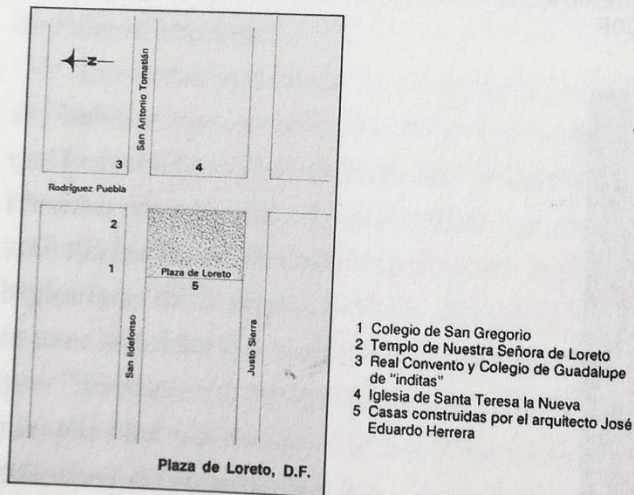 N
San Antonio Tomatlán
3
4
Rodríguez Puebla
2
1
Plaza de Loreto
5
San Ildefonso
Justo Sierra
Plaza de Loreto, D.F.
1 Colegio de San Gregorio
2 Templo de Nuestra Señora de Loreto
3 Real Convento y Colegio de Guadalupe
de "inditas"
4 Iglesia de Santa Teresa la Nueva
5 Casas construidas por el arquitecto José
Eduardo Herrera